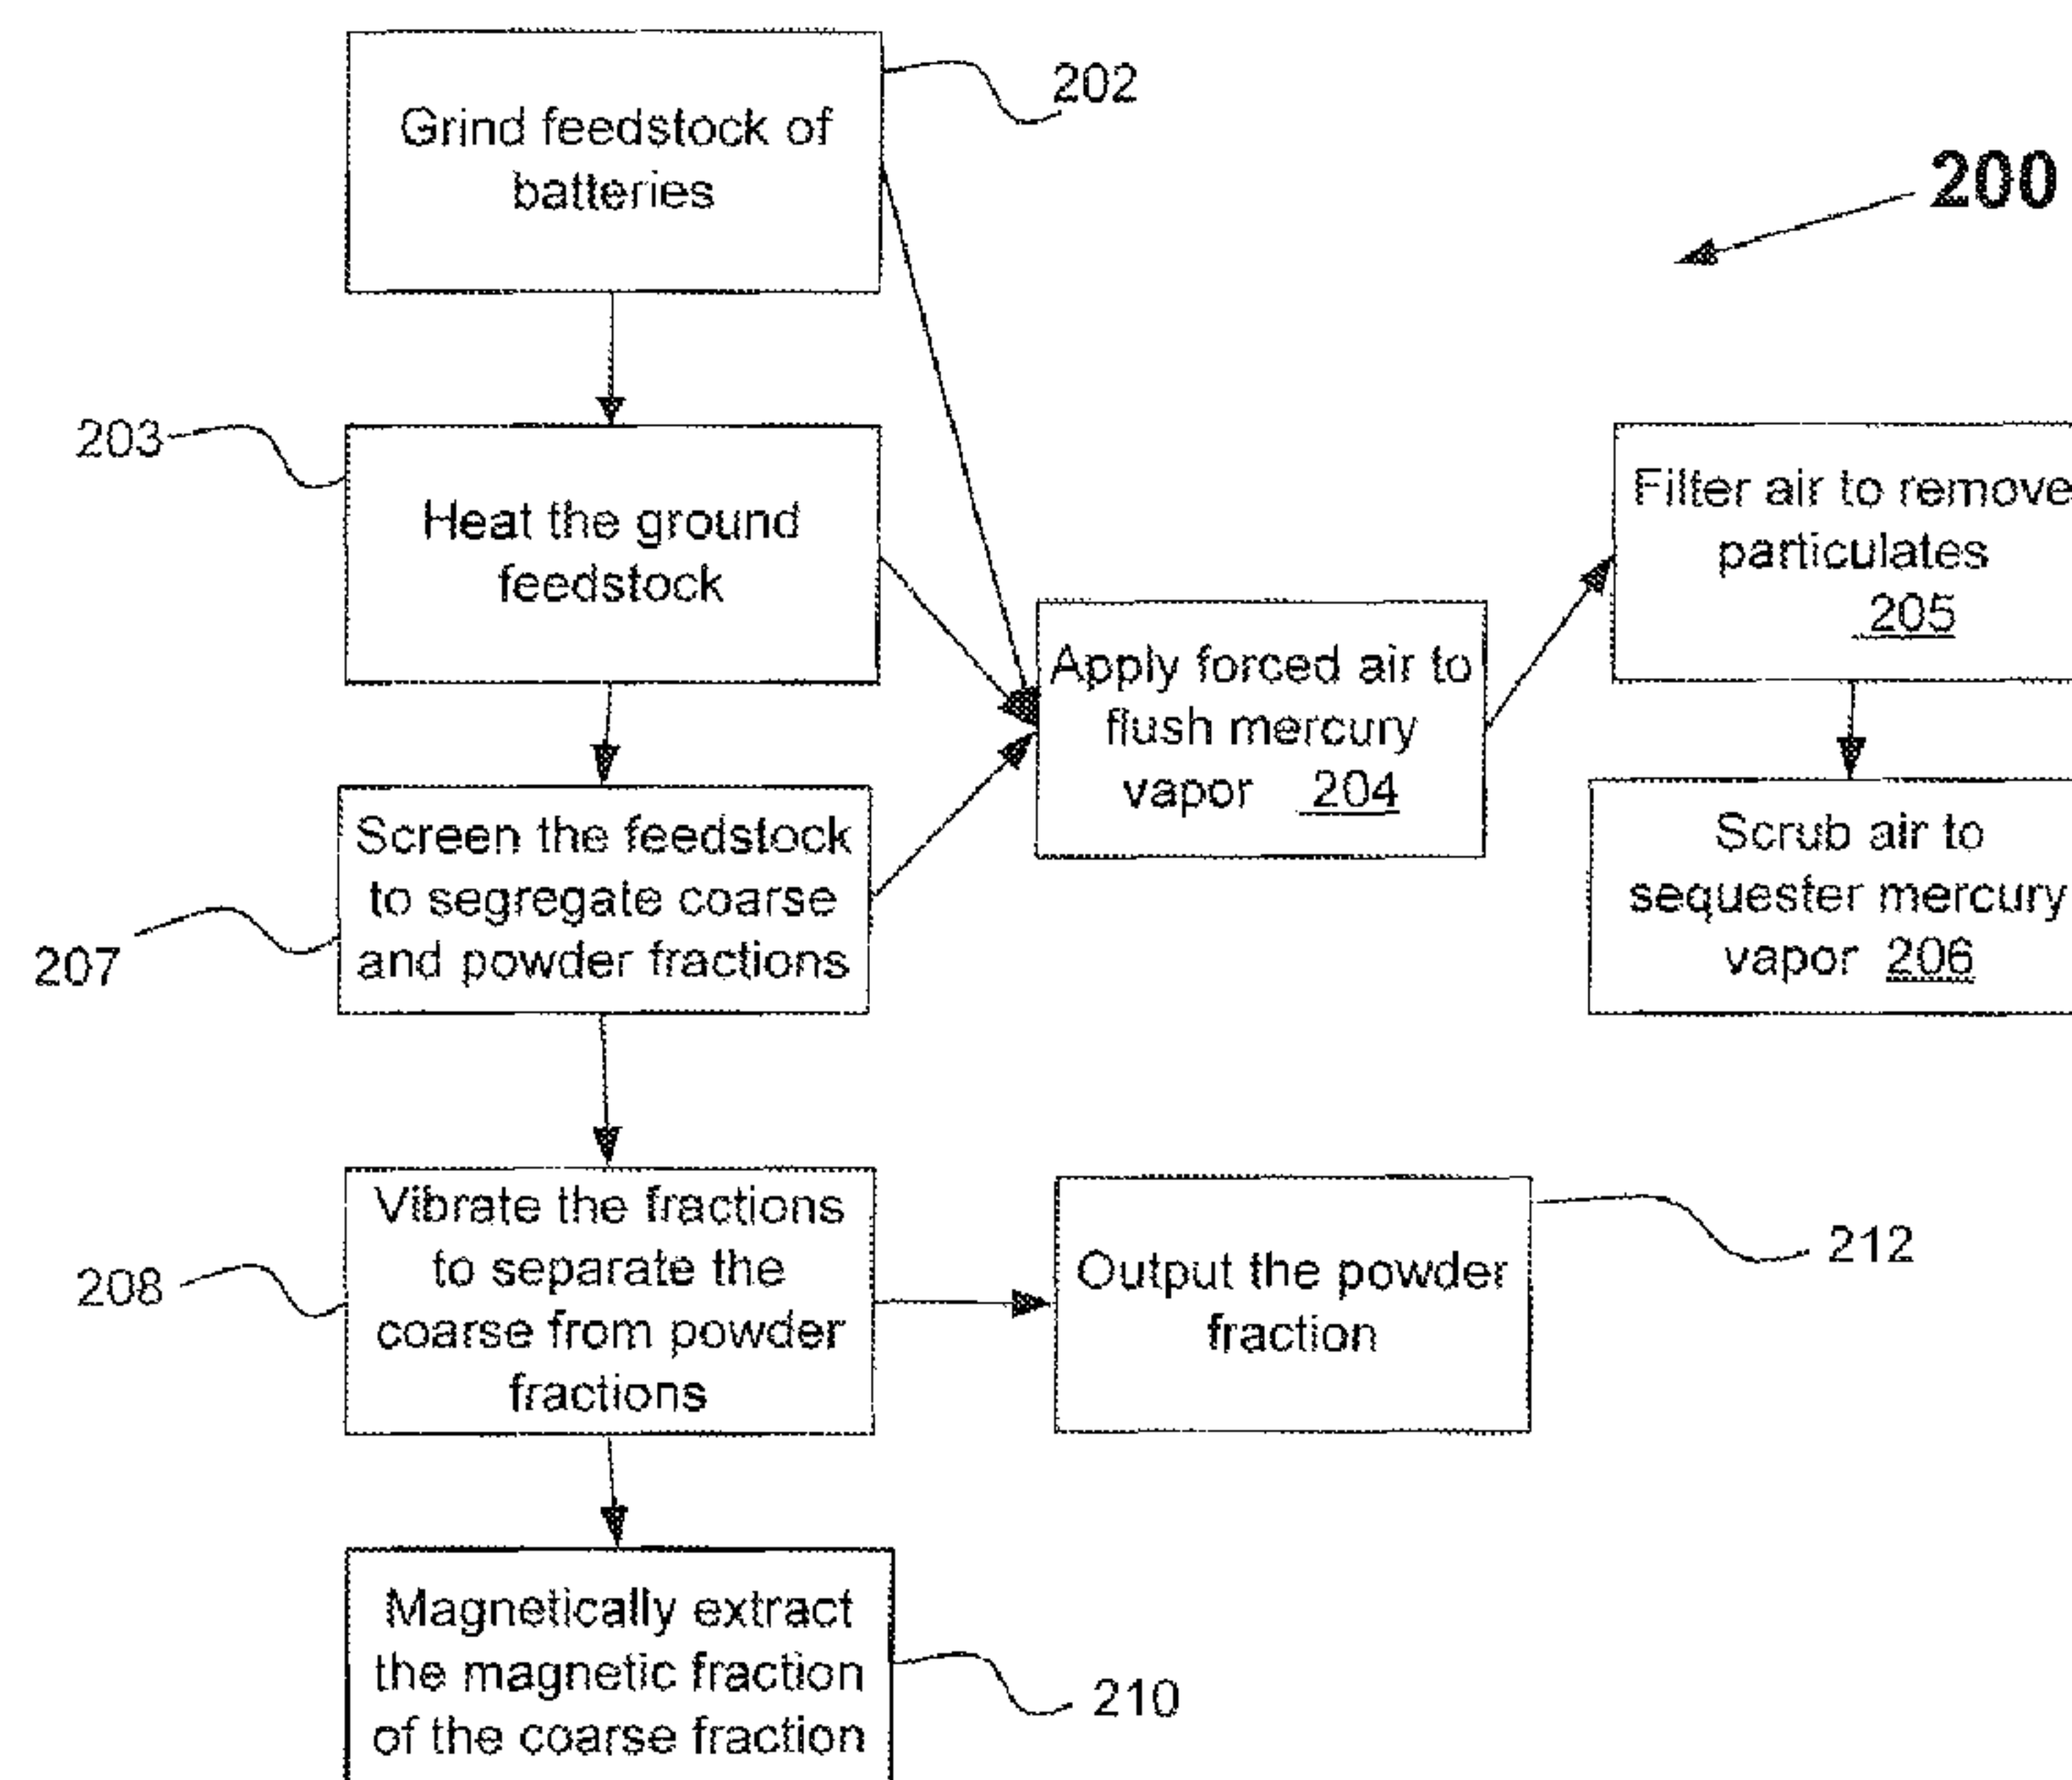 Grind feedstock of
batteries
202
200
203
Heat the ground
feedstock
Apply forced air to
flush mercury
vapor 204
Filter air to remove
particulates
205
Scrub air to
sequester mercury
vapor 206
Screen the feedstock
to segregate coarse
and powder fractions
207
Vibrate the fractions
to separate the
coarse from powder
fractions
208
Output the powder
fraction
212
Magnetically extract
the magnetic fraction
of the coarse fraction
210